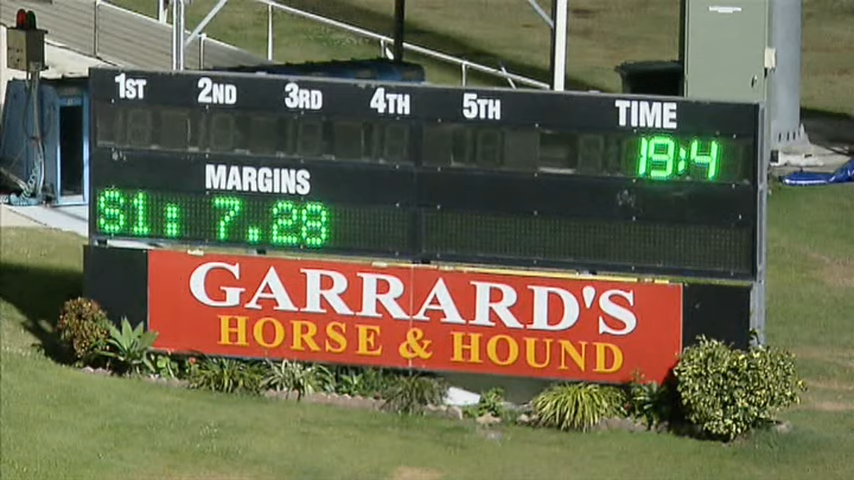 1ST 2ND 3RD 4TH 5TH TIME
19:4
MARGINS
S1: 7.28
GARRARD'S
HORSE & HOUND